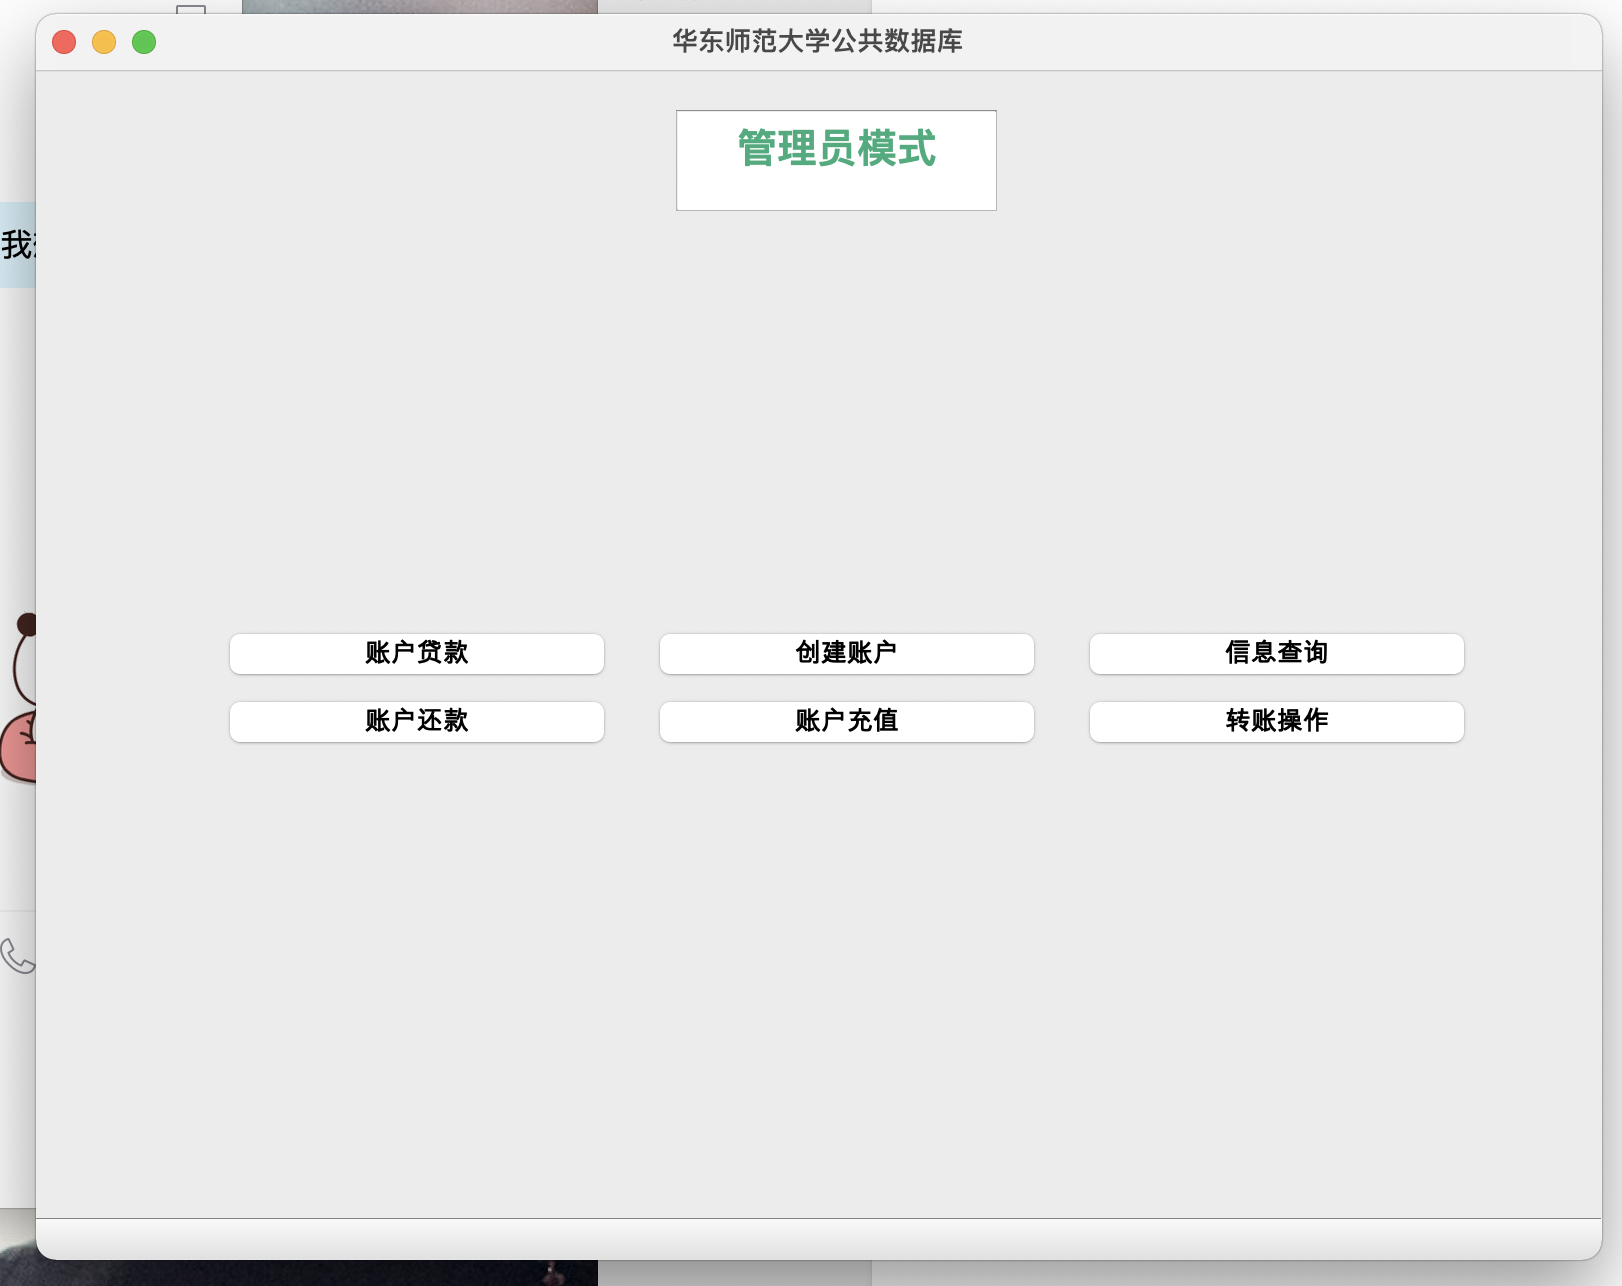 华东师范大学公共数据库
管理员模式
我
账户贷款 创建账户 信息查询
账户还款 账户充值 转账操作